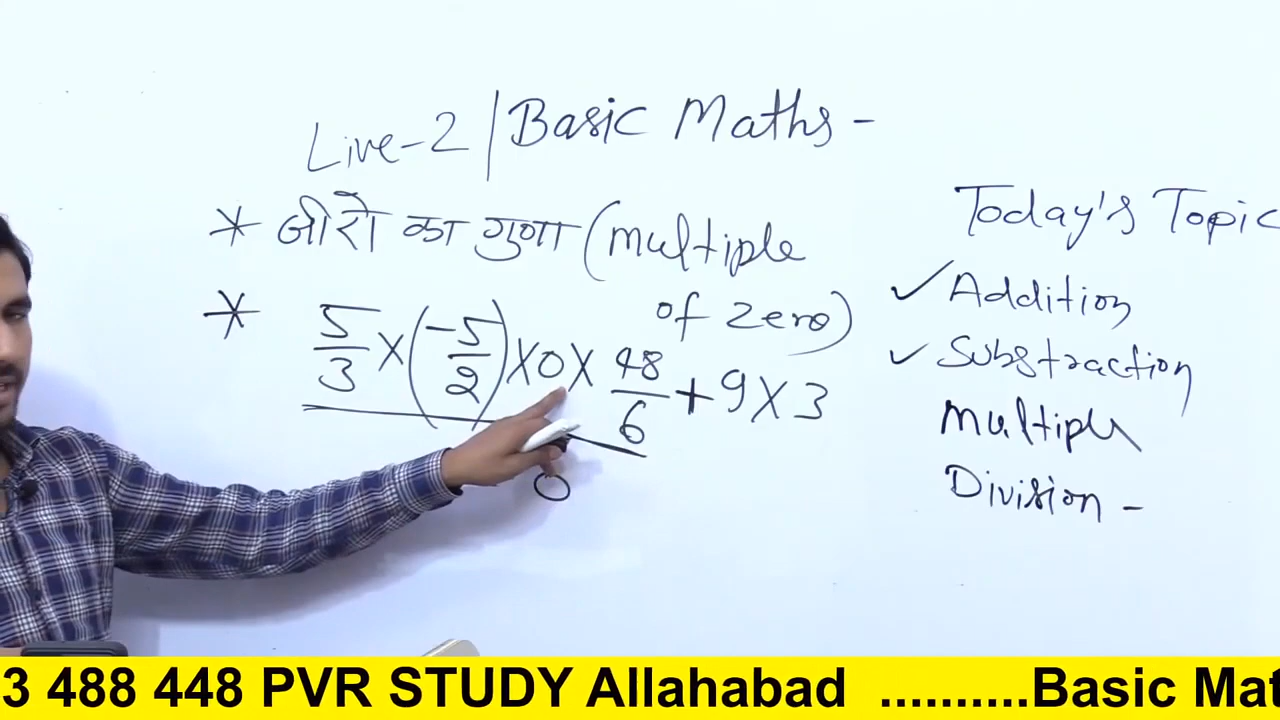 Live-2 | Basic Maths -
* जीरो का गुणा (multiple
of zero)
* 5/3 X (-5/2) X 0 X 48/6 + 9 X 3
0
Today's Topic
✓ Addition
✓ Substraction
Multiple
Division -
3 488 448 PVR STUDY Allahabad ..........Basic Mat